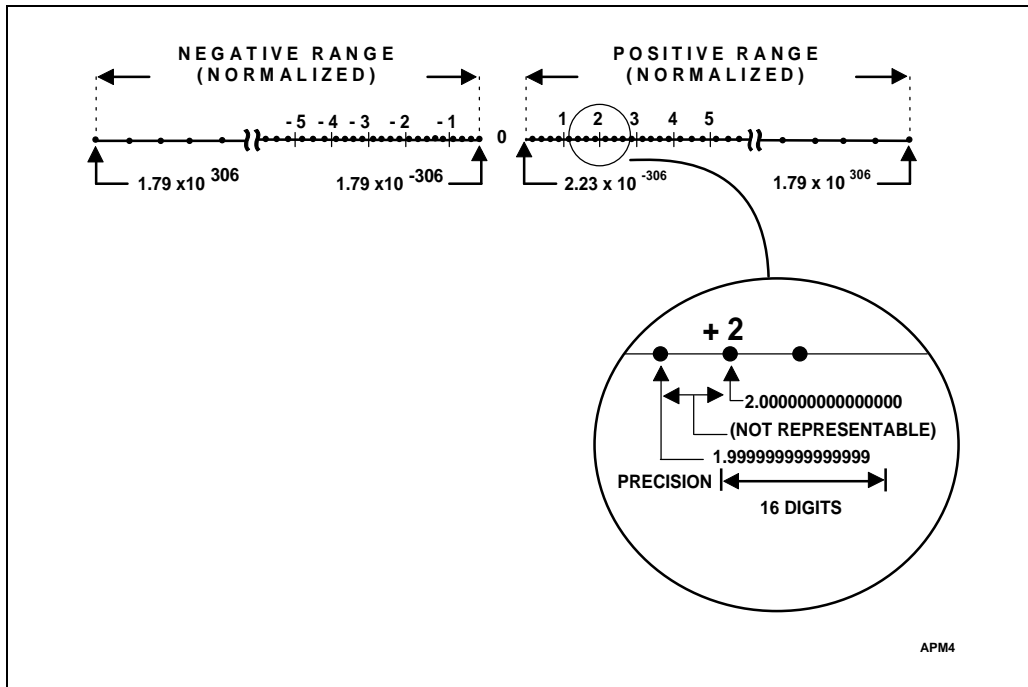 NEGATIVE RANGE
(NORMALIZED)
POSITIVE RANGE
(NORMALIZED)
- 5 - 4 - 3 - 2 - 1 0 1 2 3 4 5
1.79 x10 306
1.79 x10 -306
2.23 x 10 -306
1.79 x 10 306
+ 2
2.000000000000000
(NOT REPRESENTABLE)
1.999999999999999
PRECISION
16 DIGITS
APM4